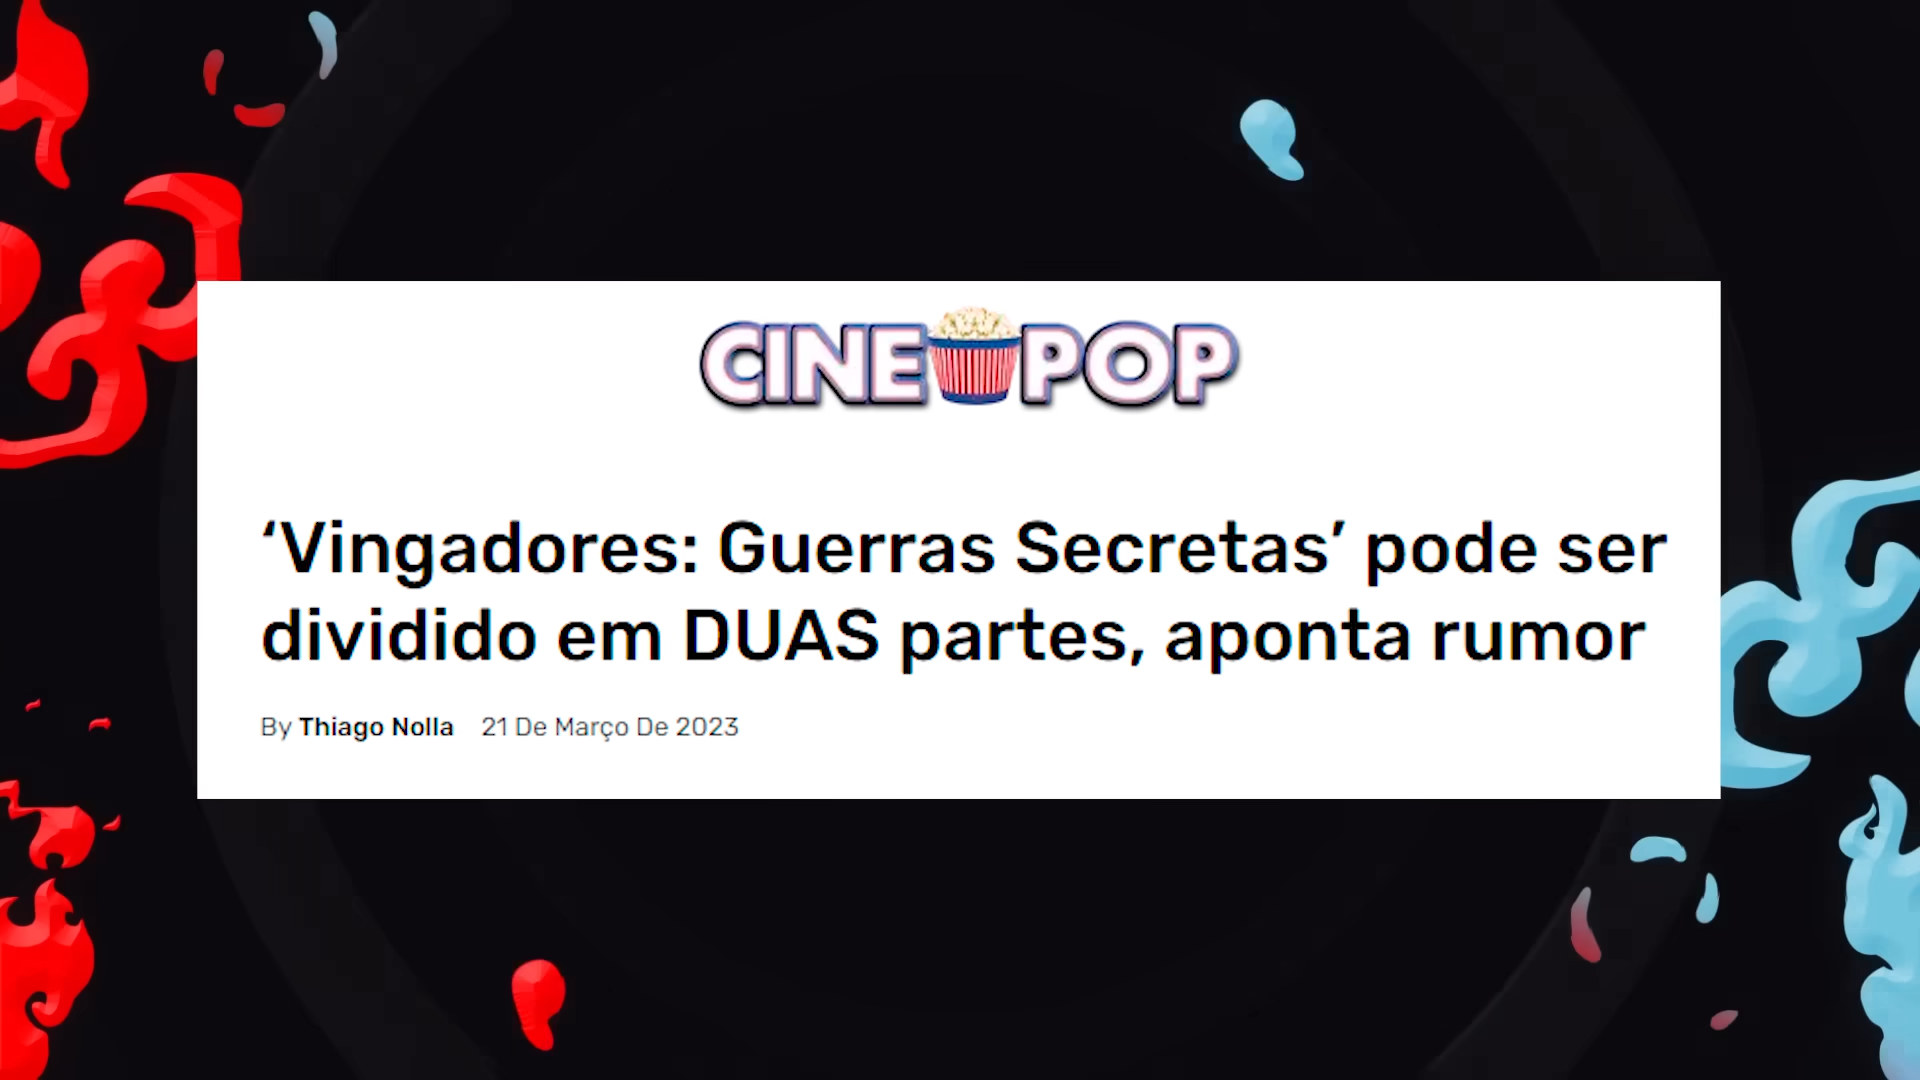 CINEPOP
‘Vingadores: Guerras Secretas’ pode ser
dividido em DUAS partes, aponta rumor
By Thiago Nolla 21 De Março De 2023